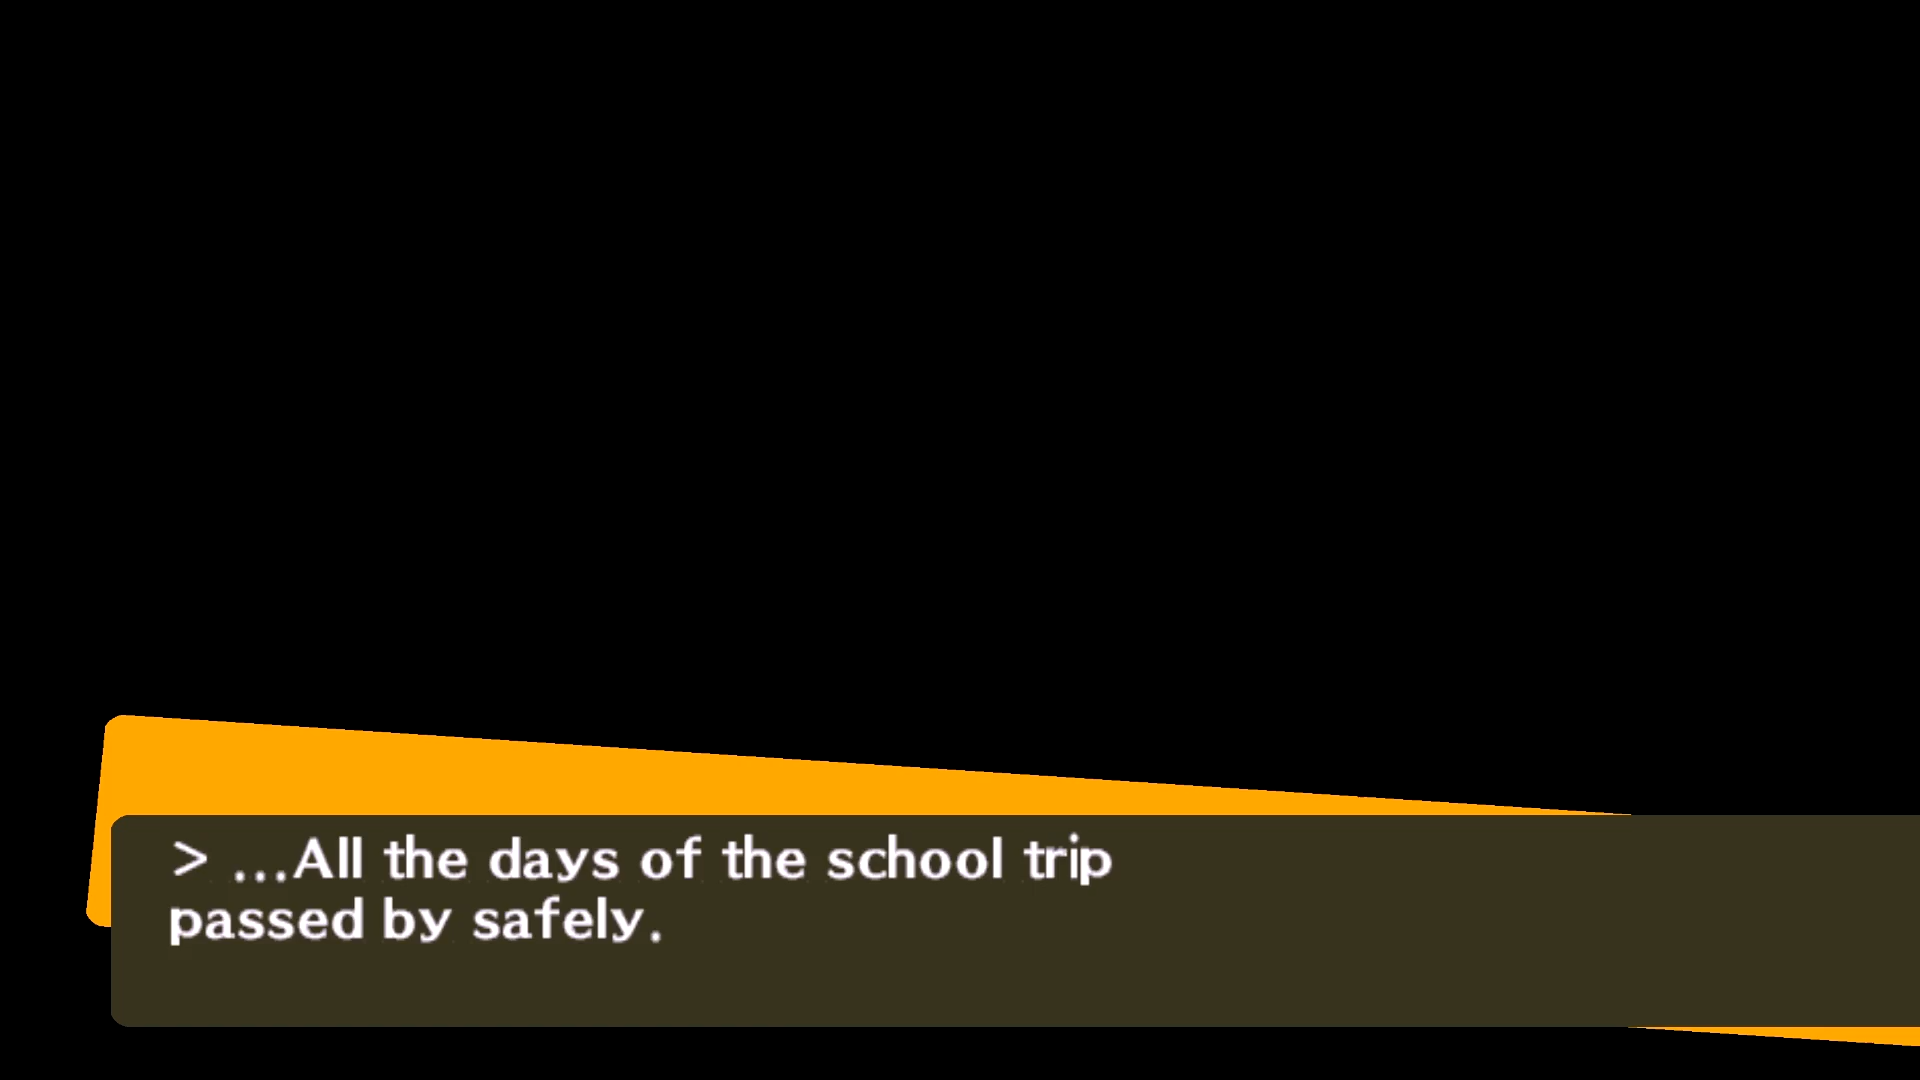 > ...All the days of the school trip
passed by safely.